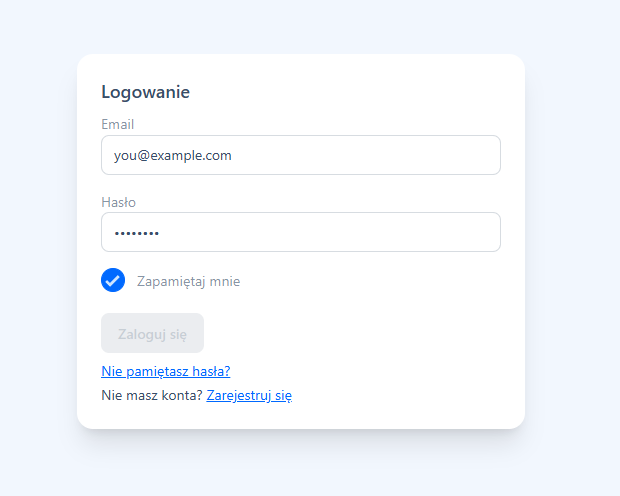 Logowanie
Email
you@example.com
Hasło
••••••••
Zapamiętaj mnie
Zaloguj się
Nie pamiętasz hasła?
Nie masz konta? Zarejestruj się